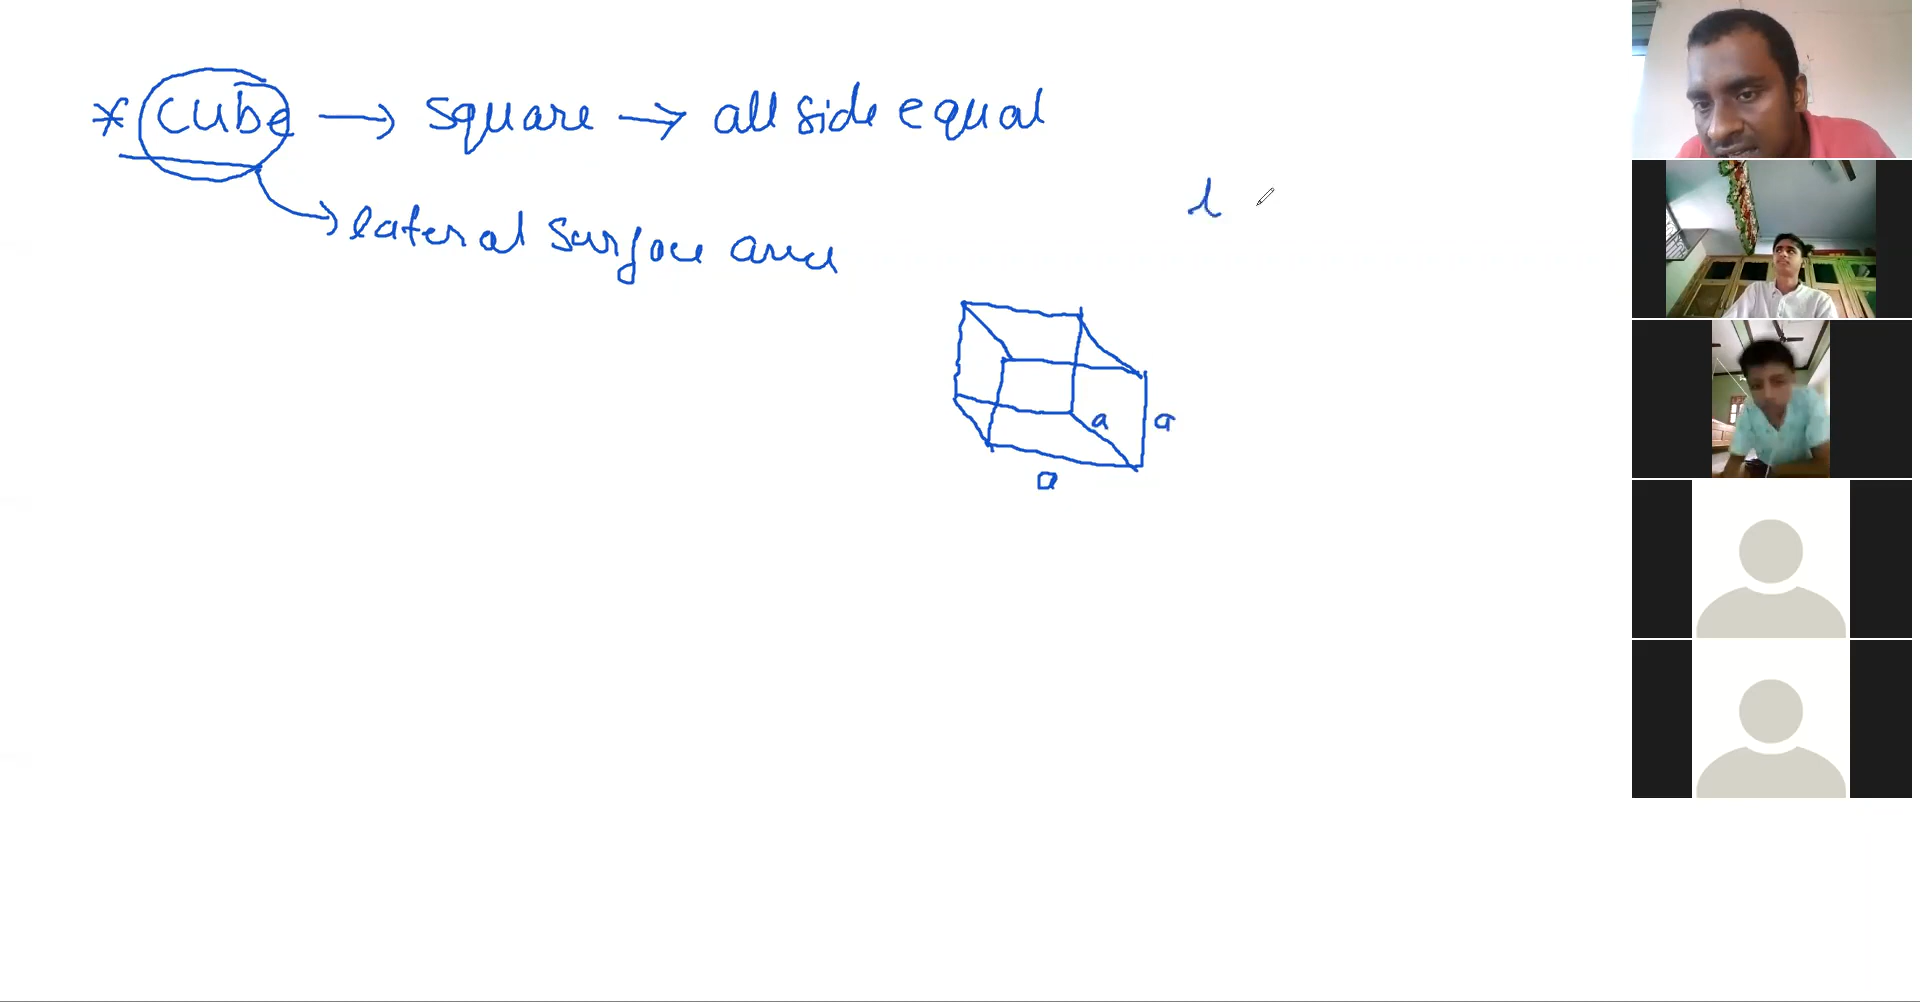 * cube → square → all side equal
→ lateral surface area
l
a
a
a